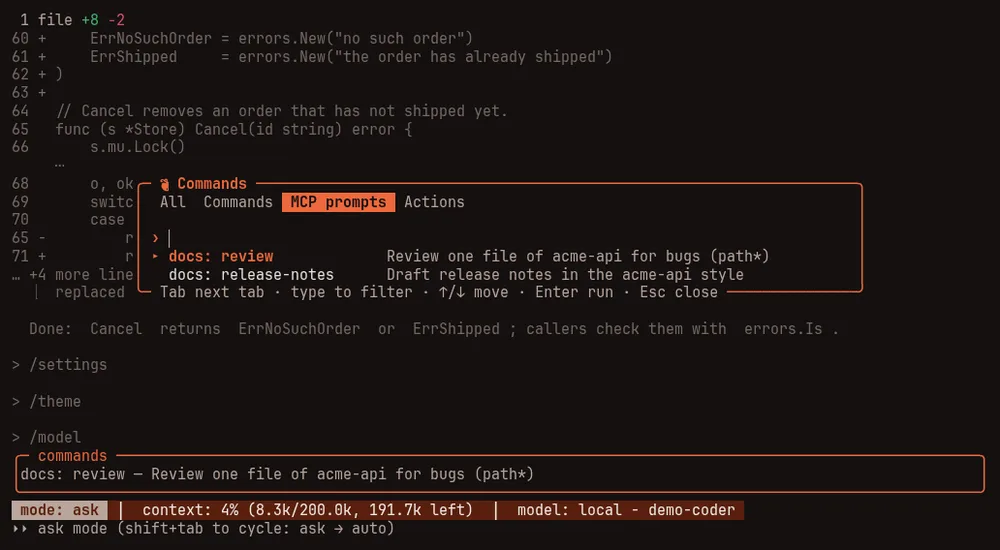 1 file +8 -2
60 +     ErrNoSuchOrder = errors.New("no such order")
61 +     ErrShipped     = errors.New("the order has already shipped")
62 + )
63 +
64   // Cancel removes an order that has not shipped yet.
65   func (s *Store) Cancel(id string) error {
66       s.mu.Lock()
…
68       o, ok
69       switc
70       case
65 -         r
71 +         r
… +4 more line
| replaced
Commands
All  Commands  MCP prompts  Actions
›
▸ docs: review             Review one file of acme-api for bugs (path*)
docs: release-notes      Draft release notes in the acme-api style
Tab next tab · type to filter · ↑/↓ move · Enter run · Esc close
Done:  Cancel  returns  ErrNoSuchOrder  or  ErrShipped ; callers check them with  errors.Is .
> /settings
> /theme
> /model
commands
docs: review — Review one file of acme-api for bugs (path*)
mode: ask | context: 4% (8.3k/200.0k, 191.7k left) | model: local - demo-coder
▸▸ ask mode (shift+tab to cycle: ask → auto)